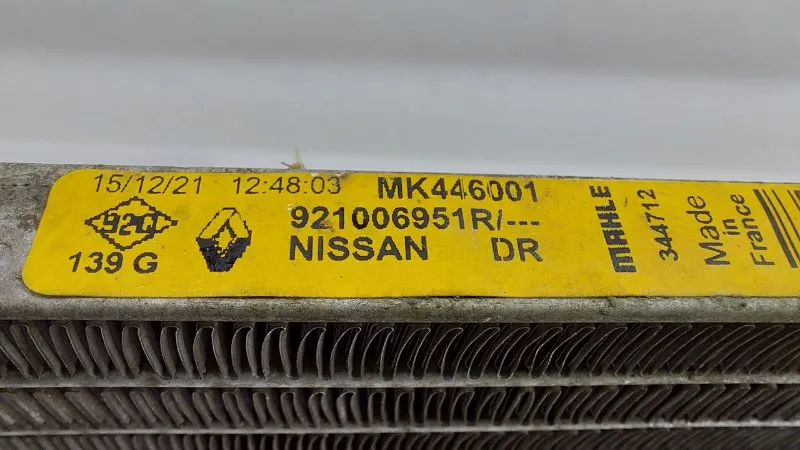 15/12/21 12:48:03 MK446001
921006951R/---
NISSAN DR
139 G
MAHLE
344712
Made
in
France